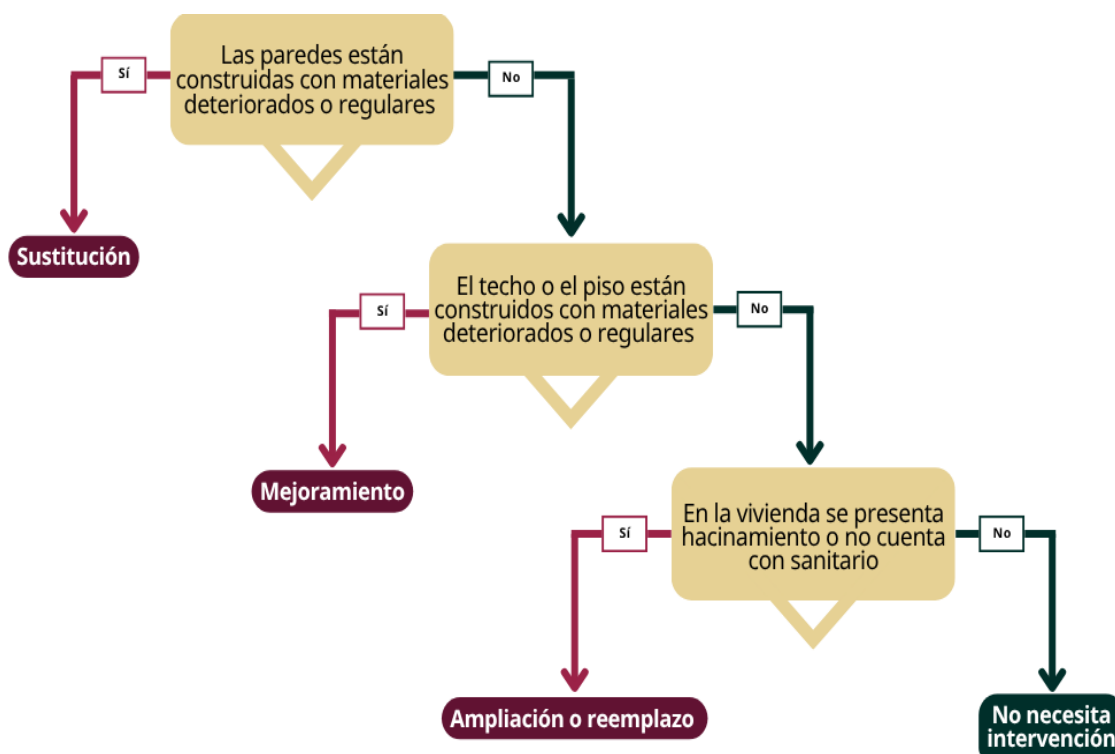 Las paredes están
construidas con materiales
deteriorados o regulares
Sí
No
Sustitución
El techo o el piso están
construidos con materiales
deteriorados o regulares
Sí
No
Mejoramiento
En la vivienda se presenta
hacinamiento o no cuenta
con sanitario
Sí
No
Ampliación o reemplazo
No necesita
intervención